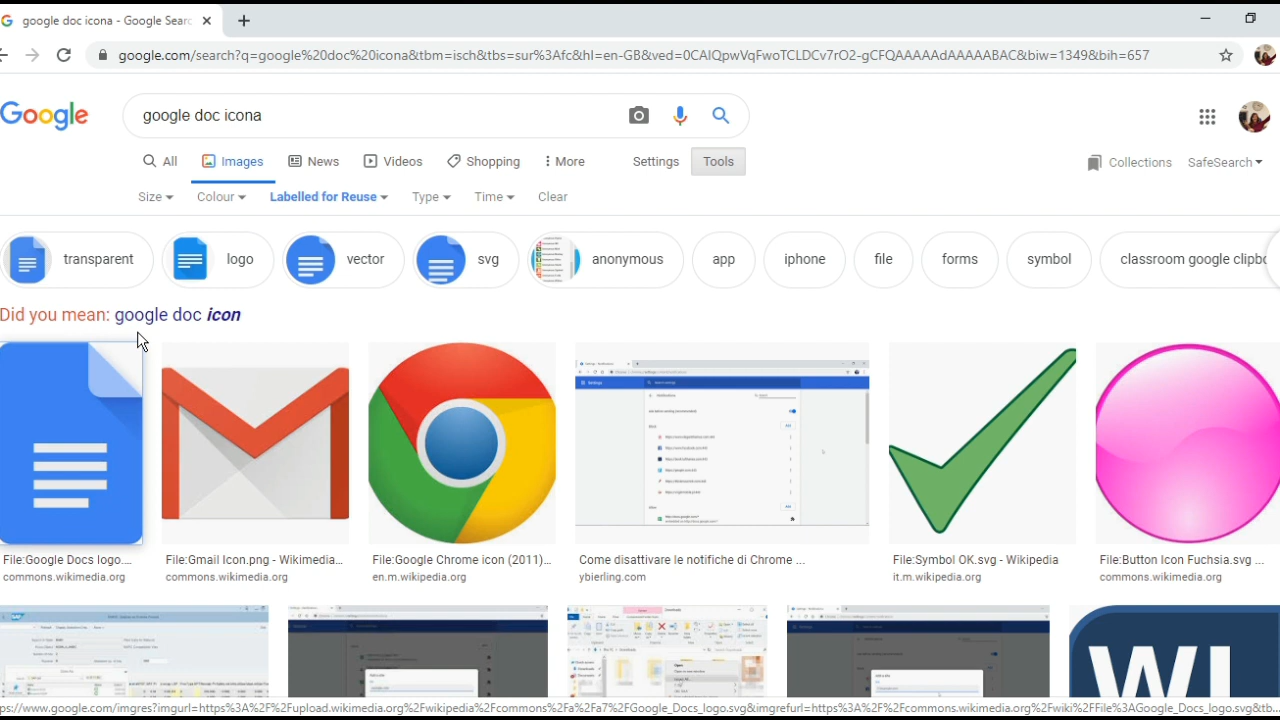 google doc icona - Google Searc
google.com/search?q=google%20doc%20icona&tbm=isch&tbs=sur%3Afc&hl=en-GB&ved=0CAIQpwVqFwoTCLDCv7rO2-gCFQAAAAAdAAAAABAC&biw=1349&bih=657
Google
google doc icona
All Images News Videos Shopping More Settings Tools
Collections SafeSearch
Size Colour Labelled for Reuse Type Time Clear
transparent logo vector svg anonymous app iphone file forms symbol classroom google clipbo
Did you mean: google doc icon
File:Google Docs logo.... File:Gmail Icon.png - Wikimedia... File:Google Chrome icon (2011)... Come disattivare le notifiche di Chrome ... File:Symbol OK.svg - Wikipedia File:Button Icon Fuchsia.svg ...
commons.wikimedia.org commons.wikimedia.org en.m.wikipedia.org ybierling.com it.m.wikipedia.org commons.wikimedia.org
WI
ps://www.google.com/imgres?imgurl=https%3A%2F%2Fupload.wikimedia.org%2Fwikipedia%2Fcommons%2Fa%2Fa7%2FGoogle_Docs_logo.svg&imgrefurl=https%3A%2F%2Fcommons.wikimedia.org%2Fwiki%2FFile%3AGoogle_Docs_logo.svg&tb...